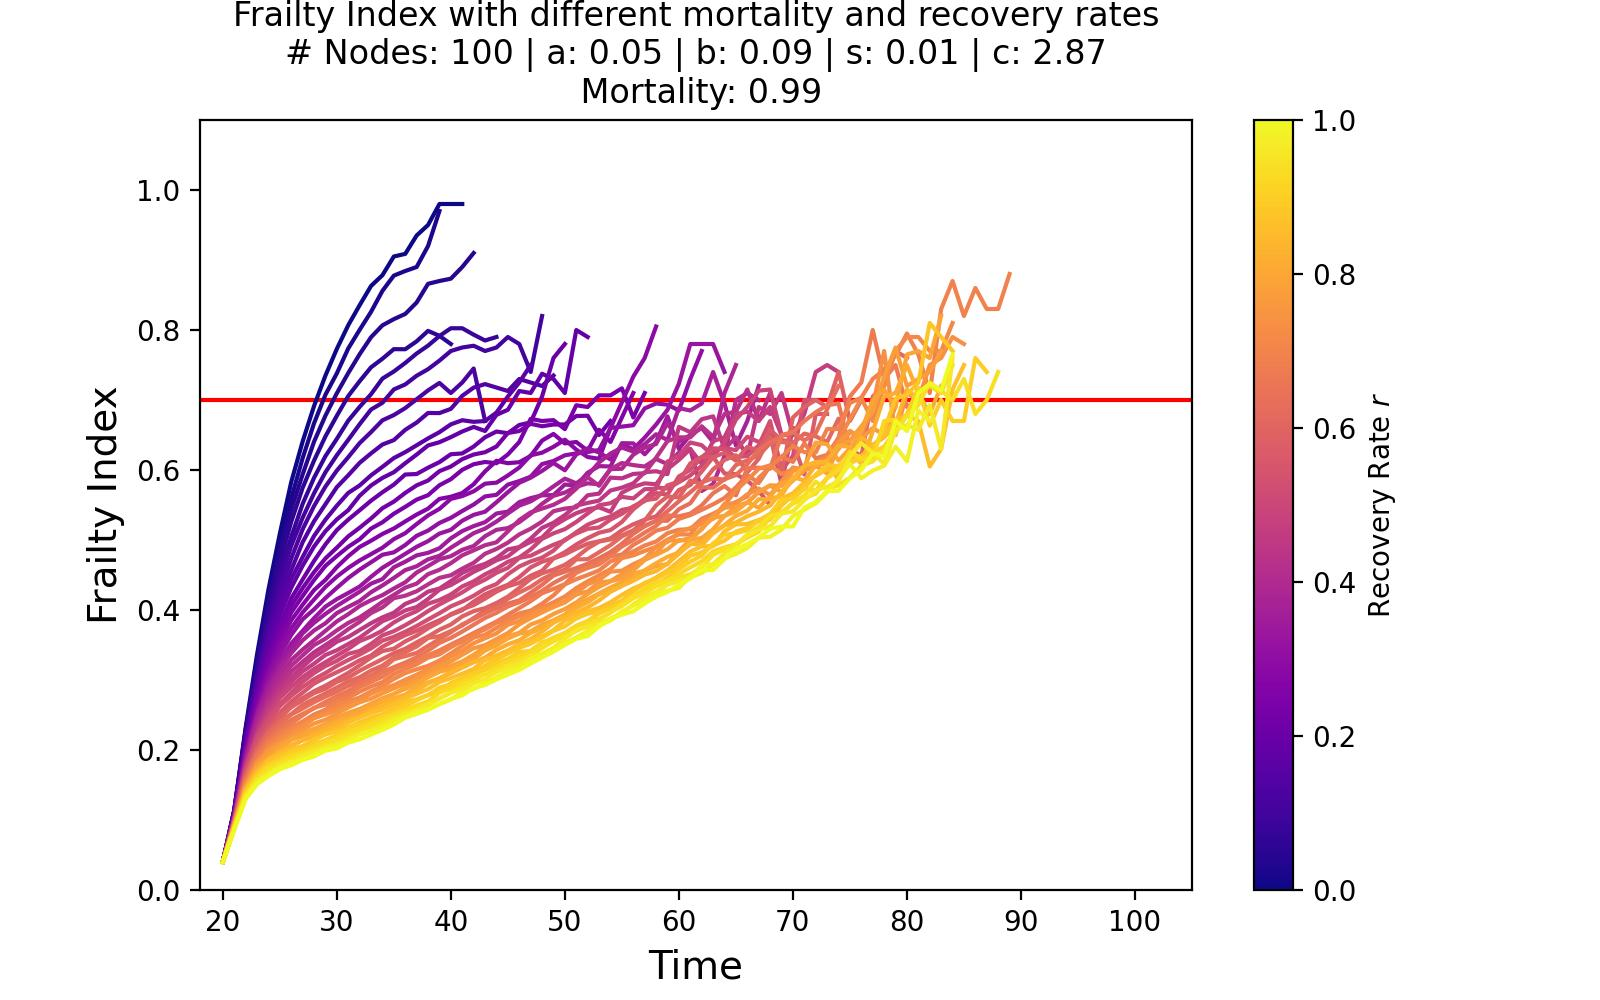 Frailty Index with different mortality and recovery rates
# Nodes: 100 | a: 0.05 | b: 0.09 | s: 0.01 | c: 2.87
Mortality: 0.99
Frailty Index
1.0
0.8
0.6
0.4
0.2
0.0
20 30 40 50 60 70 80 90 100
Time
1.0
0.8
0.6
0.4
0.2
0.0
Recovery Rate r